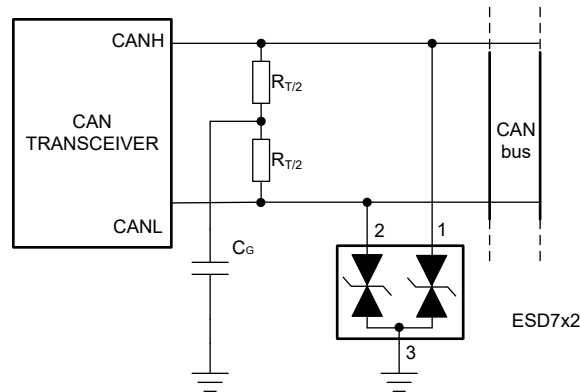 CANH
R_T/2
CAN
TRANSCEIVER
CAN
bus
R_T/2
CANL
2
1
C_G
ESD7x2
3